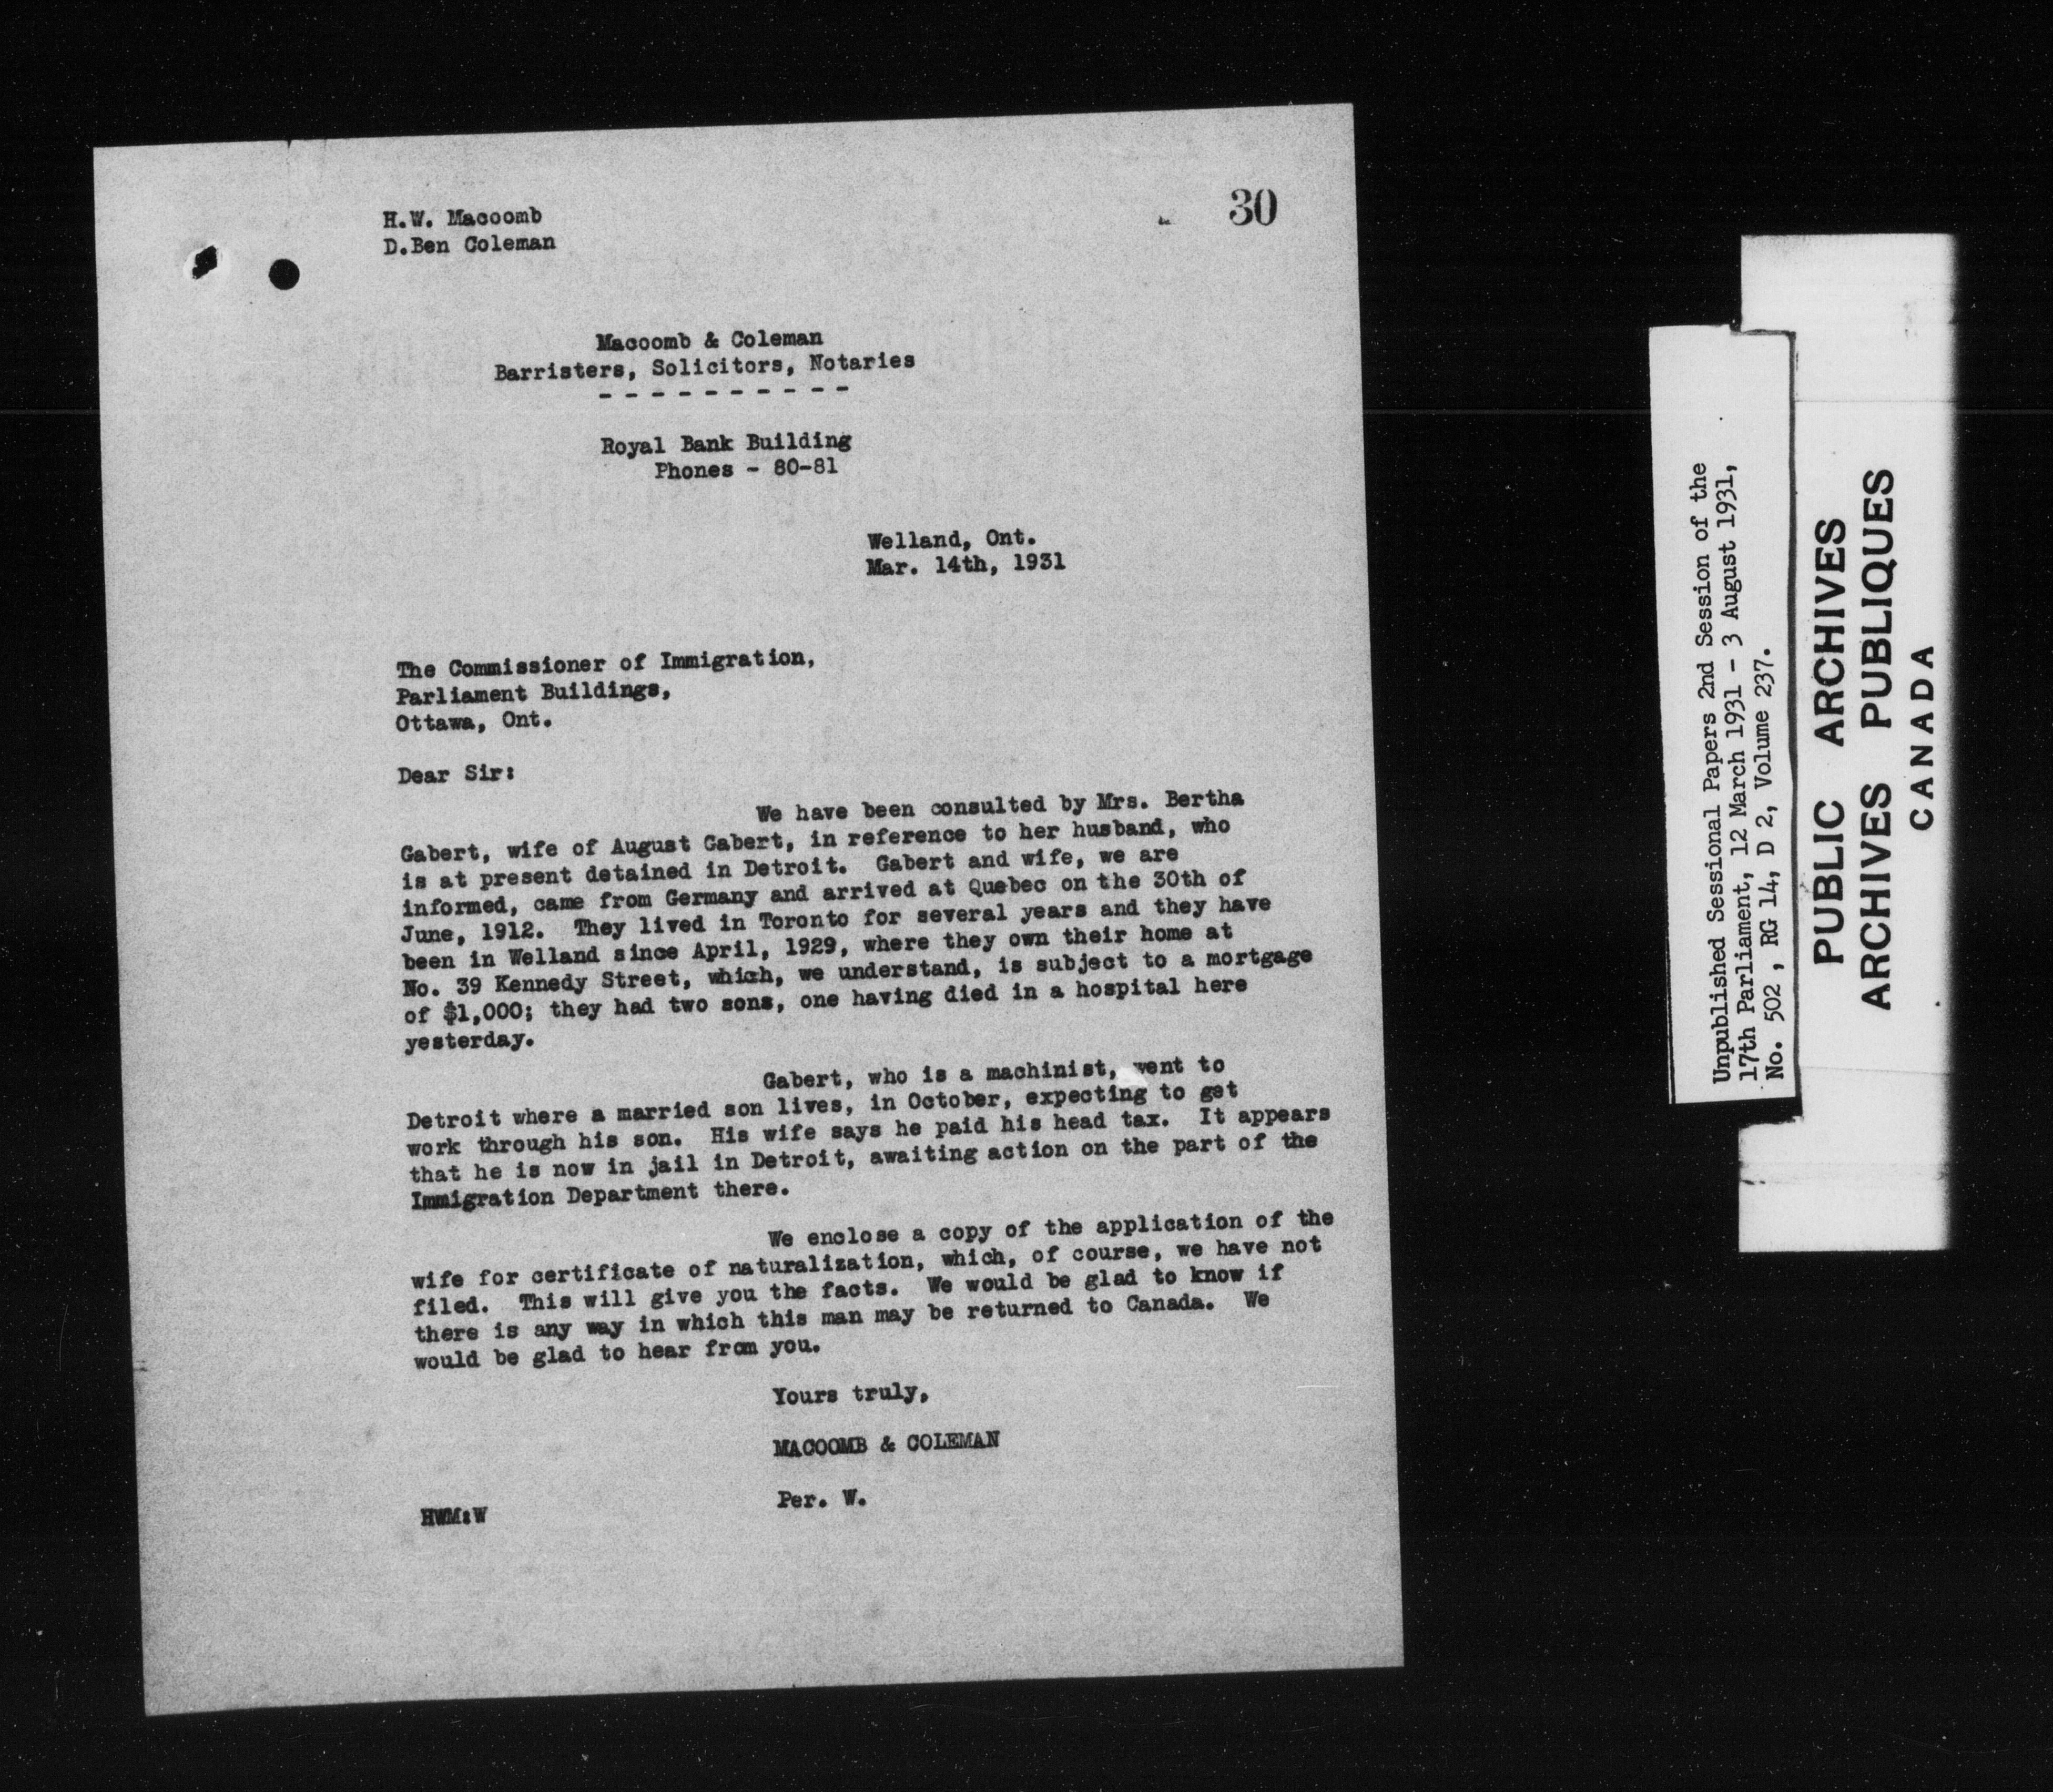 30
H.W. Macoomb
D.Ben Coleman
Macoomb & Coleman
Barristers, Solicitors, Notaries
- - - - - - - - - -
Royal Bank Building
Phones - 80-81
Welland, Ont.
Mar. 14th, 1931
The Commissioner of Immigration,
Parliament Buildings,
Ottawa, Ont.
Dear Sir:
We have been consulted by Mrs. Bertha
Gabert, wife of August Gabert, in reference to her husband, who
is at present detained in Detroit. Gabert and wife, we are
informed, came from Germany and arrived at Quebec on the 30th of
June, 1912. They lived in Toronto for several years and they have
been in Welland since April, 1929, where they own their home at
No. 39 Kennedy Street, which, we understand, is subject to a mortgage
of $1,000; they had two sons, one having died in a hospital here
yesterday.
Gabert, who is a machinist, went to
Detroit where a married son lives, in October, expecting to get
work through his son. His wife says he paid his head tax. It appears
that he is now in jail in Detroit, awaiting action on the part of the
Immigration Department there.
We enclose a copy of the application of the
wife for certificate of naturalization, which, of course, we have not
filed. This will give you the facts. We would be glad to know if
there is any way in which this man may be returned to Canada. We
would be glad to hear from you.
Yours truly,
MACOOMB & COLEMAN
Per. W.
HWM:W
Unpublished Sessional Papers 2nd Session of the
17th Parliament, 12 March 1931 - 3 August 1931,
No. 502 , RG 14, D 2, Volume 237.
PUBLIC ARCHIVES
ARCHIVES PUBLIQUES
CANADA